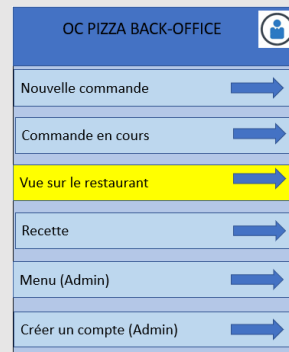 OC PIZZA BACK-OFFICE
Nouvelle commande
Commande en cours
Vue sur le restaurant
Recette
Menu (Admin)
Créer un compte (Admin)